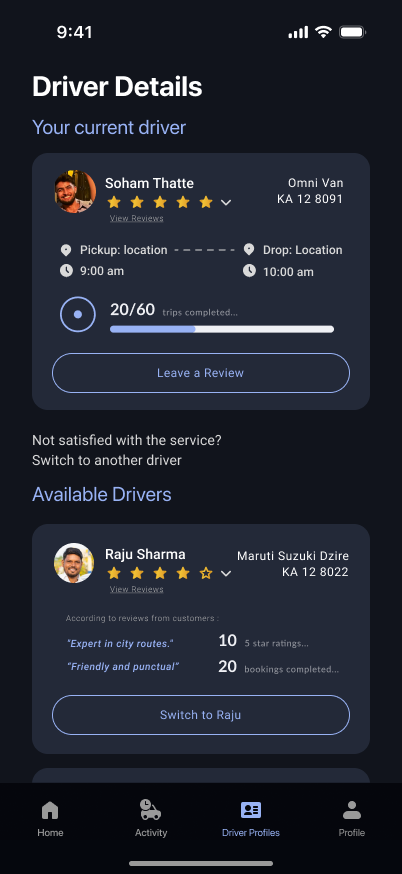 9:41
Driver Details
Your current driver
Soham Thatte
Omni Van
KA 12 8091
View Reviews
Pickup: location
Drop: Location
9:00 am
10:00 am
20/60 trips completed...
Leave a Review
Not satisfied with the service?
Switch to another driver
Available Drivers
Raju Sharma
Maruti Suzuki Dzire
KA 12 8022
View Reviews
According to reviews from customers :
"Expert in city routes."
10 5 star ratings...
"Friendly and punctual"
20 bookings completed...
Switch to Raju
Home
Activity
Driver Profiles
Profile